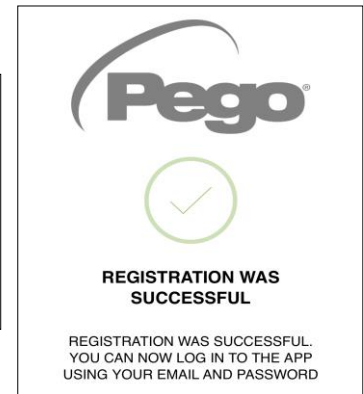 Pego®
REGISTRATION WAS
SUCCESSFUL
REGISTRATION WAS SUCCESSFUL.
YOU CAN NOW LOG IN TO THE APP
USING YOUR EMAIL AND PASSWORD